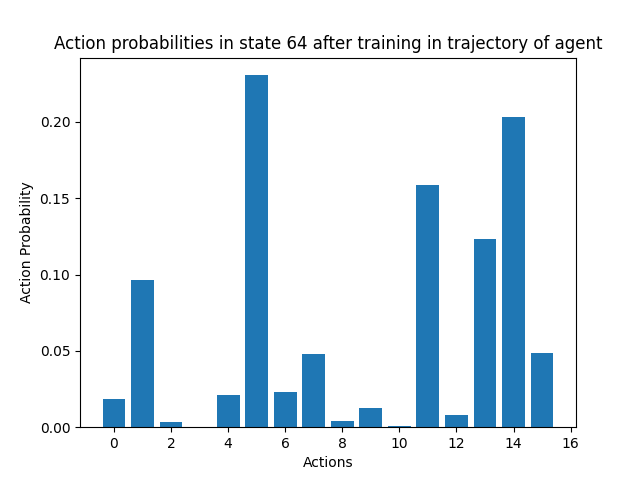 Action probabilities in state 64 after training in trajectory of agent
0.20
0.15
0.10
0.05
0.00
Action Probability
0 2 4 6 8 10 12 14 16
Actions